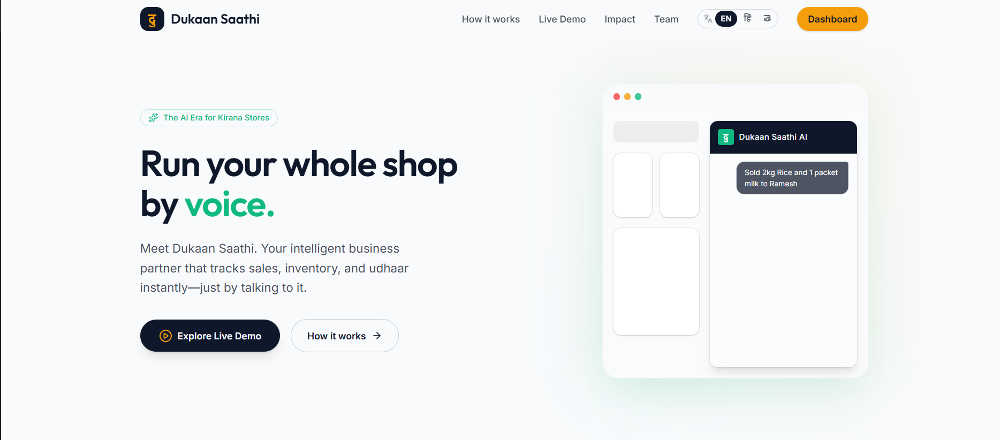 दु Dukaan Saathi
How it works Live Demo Impact Team EN हिं Dashboard
The AI Era for Kirana Stores
Run your whole shop
by voice.
Meet Dukaan Saathi. Your intelligent business
partner that tracks sales, inventory, and udhaar
instantly—just by talking to it.
Explore Live Demo
How it works
दु Dukaan Saathi AI
Sold 2kg Rice and 1 packet
milk to Ramesh